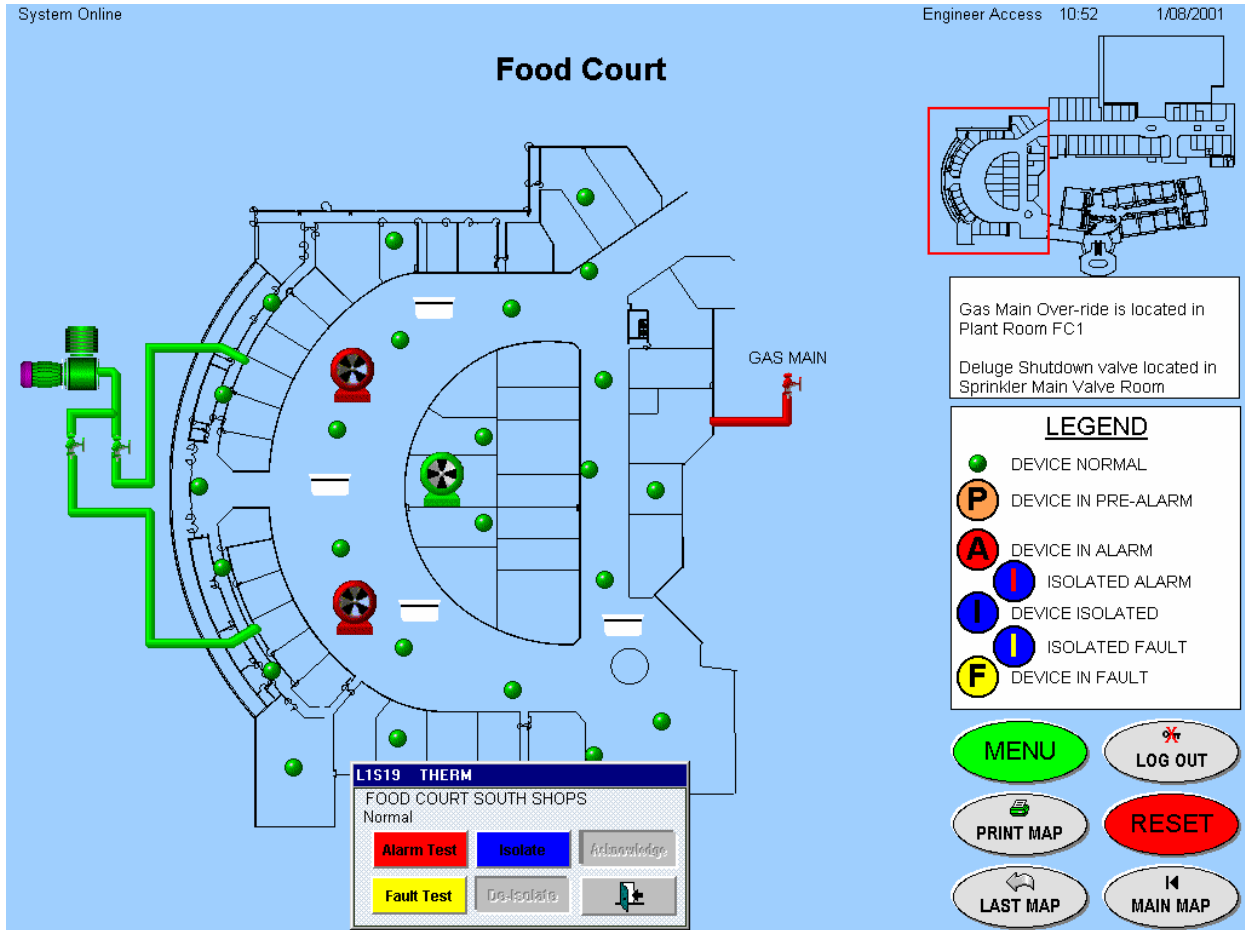 System Online
Engineer Access 10:52 1/08/2001
Food Court
GAS MAIN
Gas Main Over-ride is located in
Plant Room FC1
Deluge Shutdown valve located in
Sprinkler Main Valve Room
LEGEND
DEVICE NORMAL
P DEVICE IN PRE-ALARM
A DEVICE IN ALARM
I ISOLATED ALARM
I DEVICE ISOLATED
I ISOLATED FAULT
F DEVICE IN FAULT
MENU
LOG OUT
PRINT MAP
RESET
LAST MAP
MAIN MAP
L1S19 THERM
FOOD COURT SOUTH SHOPS
Normal
Alarm Test
Isolate
Acknowledge
Fault Test
De-Isolate